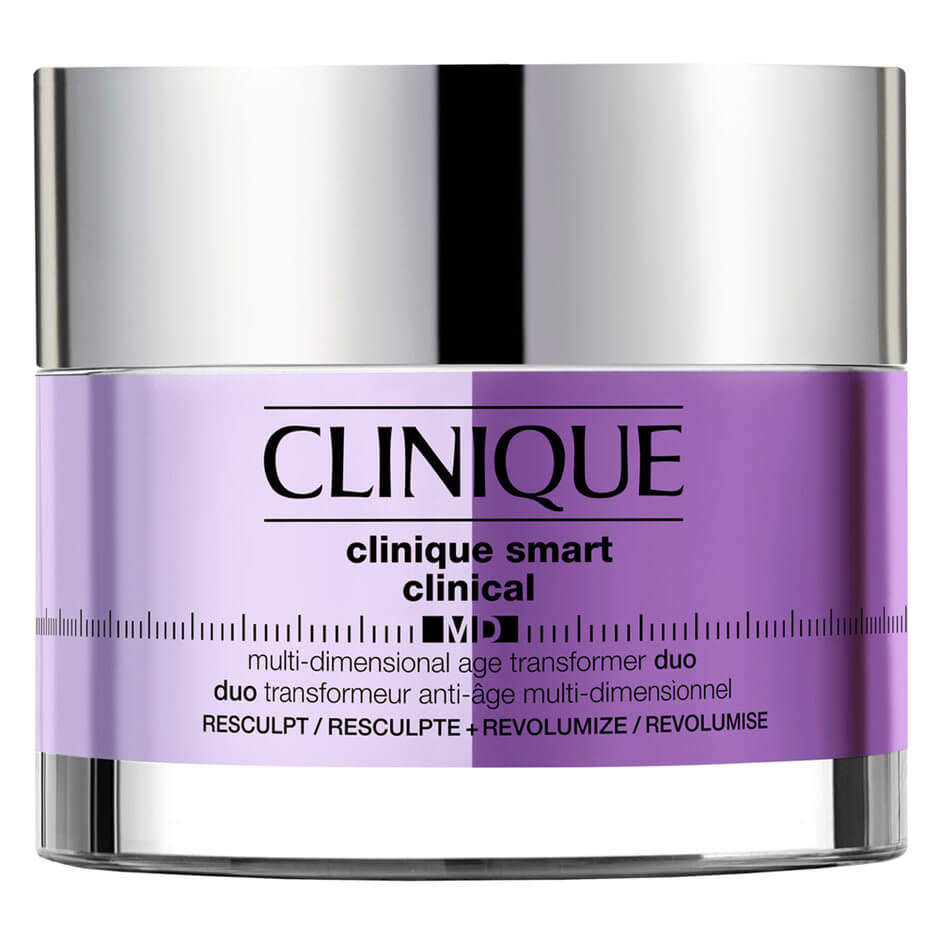 CLINIQUE
clinique smart
clinical
MD
multi-dimensional age transformer duo
duo transformeur anti-âge multi-dimensionnel
RESCULPT / RESCULPTE + REVOLUMIZE / REVOLUMISE